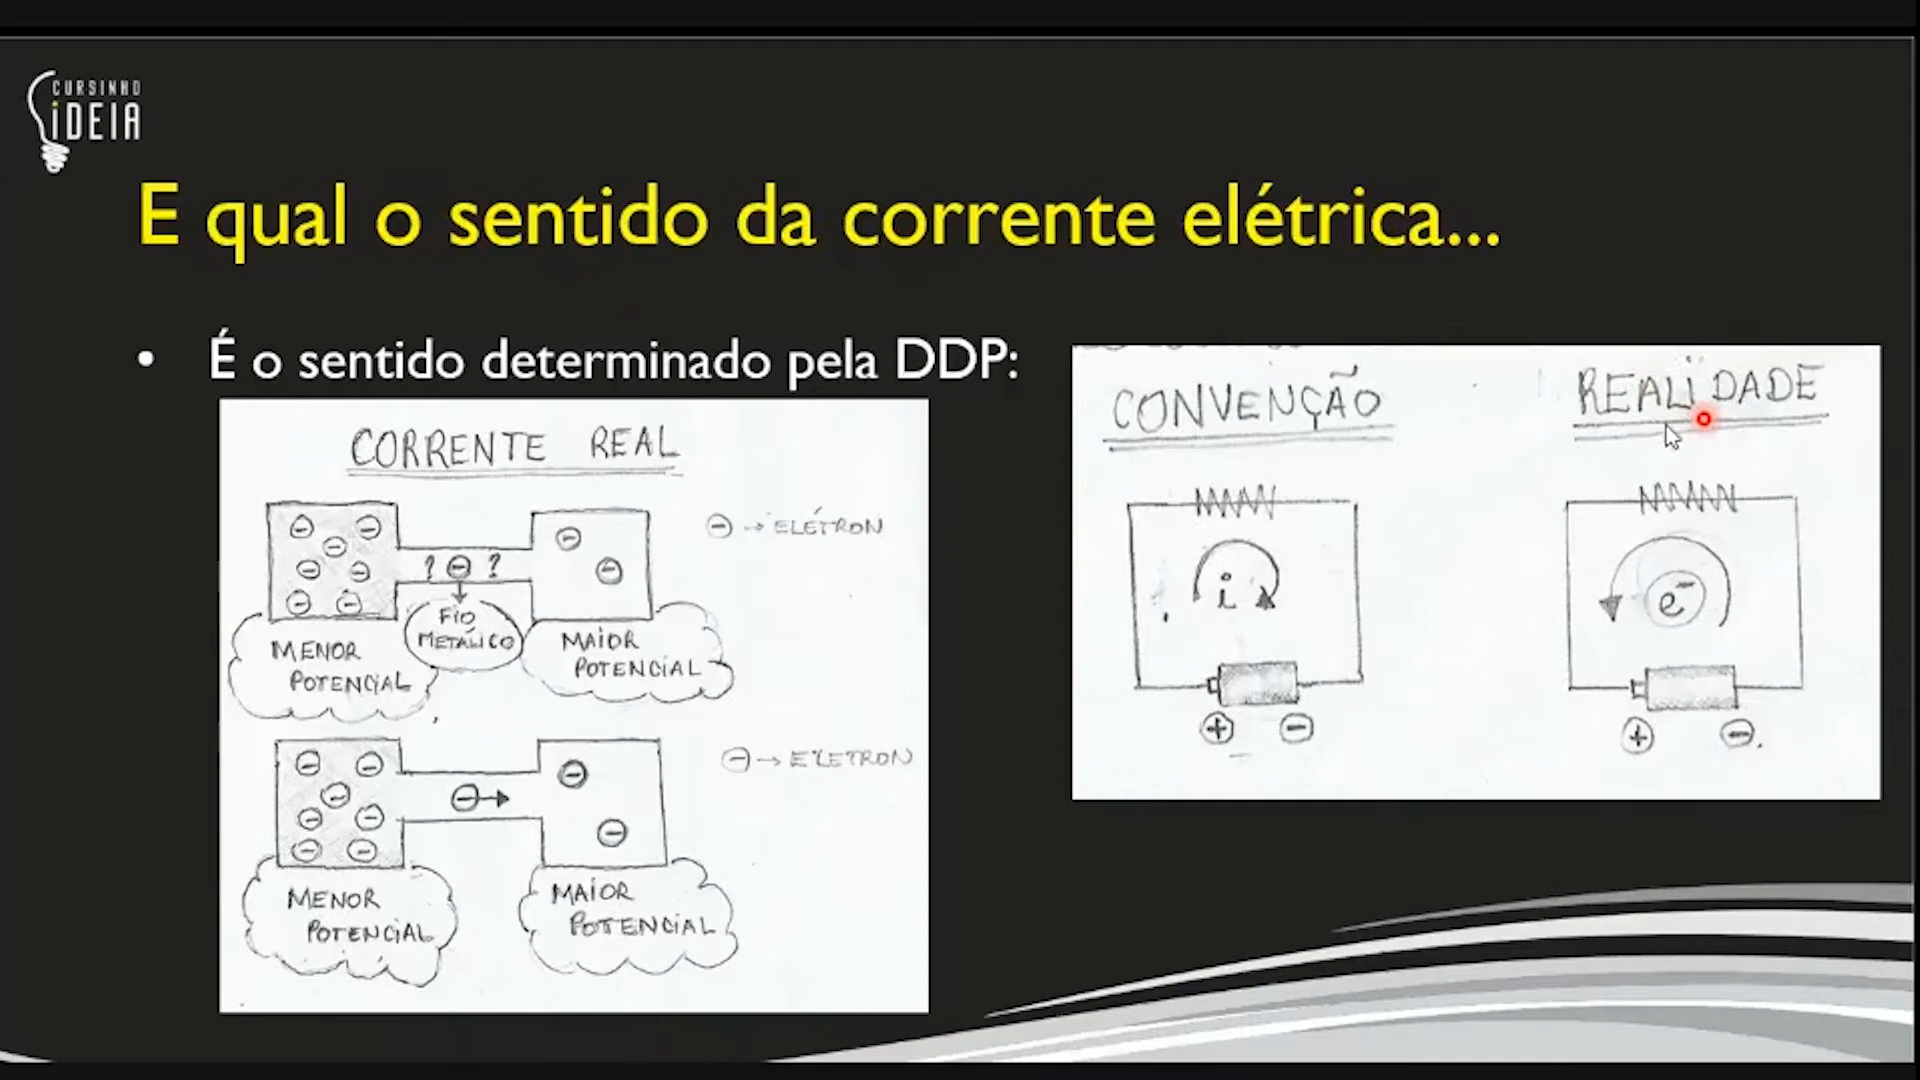 CURSINHO
iDEIA
E qual o sentido da corrente elétrica...
• É o sentido determinado pela DDP:
CORRENTE REAL
⊖ → ELÉTRON
? ⊖ ?
FIO
METÁLICO
MENOR
POTENCIAL
MAIOR
POTENCIAL
⊖ → ELETRON
MENOR
POTENCIAL
MAIOR
POTENCIAL
CONVENÇÃO
i
+ −
REALIDADE
e⁻
+ −